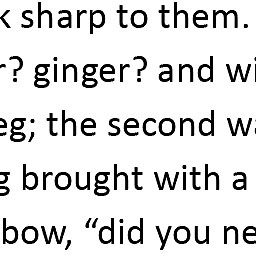 k sharp to them.
r? ginger? and wi
eg; the second wa
g brought with a
bow, “did you ne